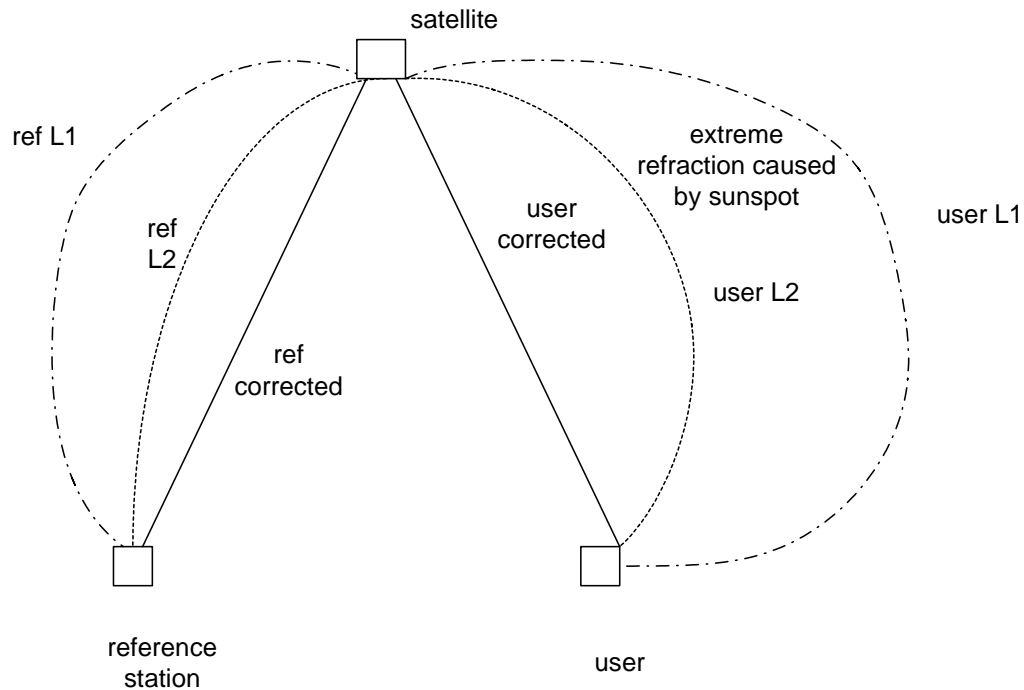 satellite
ref L1
extreme
refraction caused
by sunspot
user
corrected
user L1
ref
L2
user L2
ref
corrected
reference
station
user